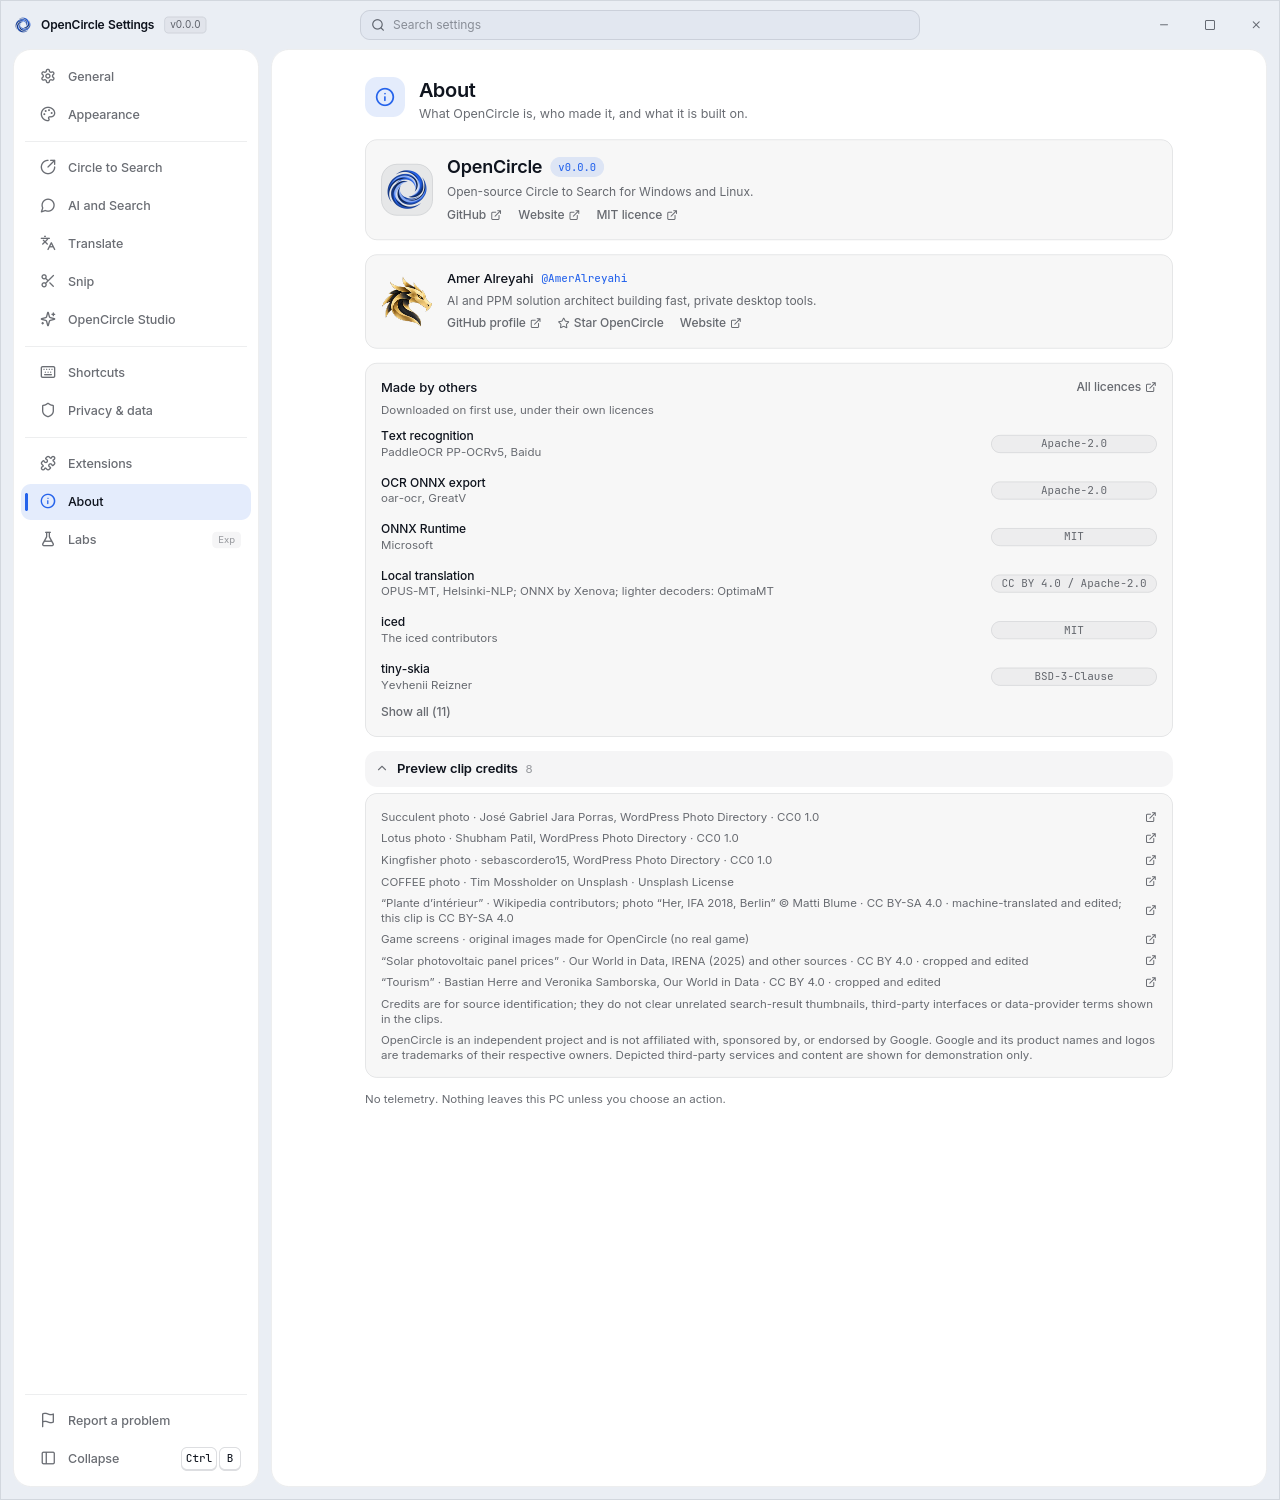 OpenCircle Settings v0.0.0
Search settings
General
Appearance
Circle to Search
AI and Search
Translate
Snip
OpenCircle Studio
Shortcuts
Privacy & data
Extensions
About
Labs Exp
Report a problem
Collapse Ctrl B
About
What OpenCircle is, who made it, and what it is built on.
OpenCircle v0.0.0
Open-source Circle to Search for Windows and Linux.
GitHub Website MIT licence
Amer Alreyahi @AmerAlreyahi
AI and PPM solution architect building fast, private desktop tools.
GitHub profile Star OpenCircle Website
Made by others All licences
Downloaded on first use, under their own licences
Text recognition
PaddleOCR PP-OCRv5, Baidu
Apache-2.0
OCR ONNX export
oar-ocr, GreatV
Apache-2.0
ONNX Runtime
Microsoft
MIT
Local translation
OPUS-MT, Helsinki-NLP; ONNX by Xenova; lighter decoders: OptimaMT
CC BY 4.0 / Apache-2.0
iced
The iced contributors
MIT
tiny-skia
Yevhenii Reizner
BSD-3-Clause
Show all (11)
Preview clip credits 8
Succulent photo · José Gabriel Jara Porras, WordPress Photo Directory · CC0 1.0
Lotus photo · Shubham Patil, WordPress Photo Directory · CC0 1.0
Kingfisher photo · sebascordero15, WordPress Photo Directory · CC0 1.0
COFFEE photo · Tim Mossholder on Unsplash · Unsplash License
“Plante d’intérieur” · Wikipedia contributors; photo “Her, IFA 2018, Berlin” © Matti Blume · CC BY-SA 4.0 · machine-translated and edited;
this clip is CC BY-SA 4.0
Game screens · original images made for OpenCircle (no real game)
“Solar photovoltaic panel prices” · Our World in Data, IRENA (2025) and other sources · CC BY 4.0 · cropped and edited
“Tourism” · Bastian Herre and Veronika Samborska, Our World in Data · CC BY 4.0 · cropped and edited
Credits are for source identification; they do not clear unrelated search-result thumbnails, third-party interfaces or data-provider terms shown
in the clips.
OpenCircle is an independent project and is not affiliated with, sponsored by, or endorsed by Google. Google and its product names and logos
are trademarks of their respective owners. Depicted third-party services and content are shown for demonstration only.
No telemetry. Nothing leaves this PC unless you choose an action.